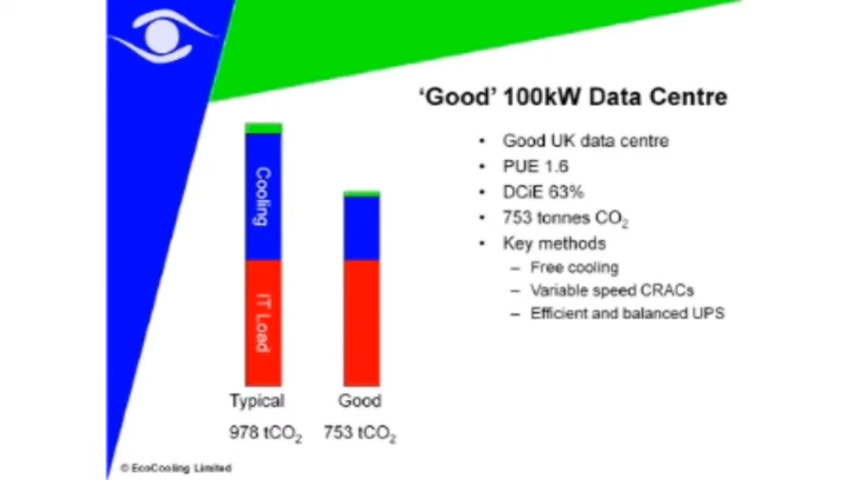 ‘Good’ 100kW Data Centre
• Good UK data centre
• PUE 1.6
• DCiE 63%
• 753 tonnes CO₂
• Key methods
– Free cooling
– Variable speed CRACs
– Efficient and balanced UPS
Cooling
IT Load
Typical Good
978 tCO₂ 753 tCO₂
© EcoCooling Limited